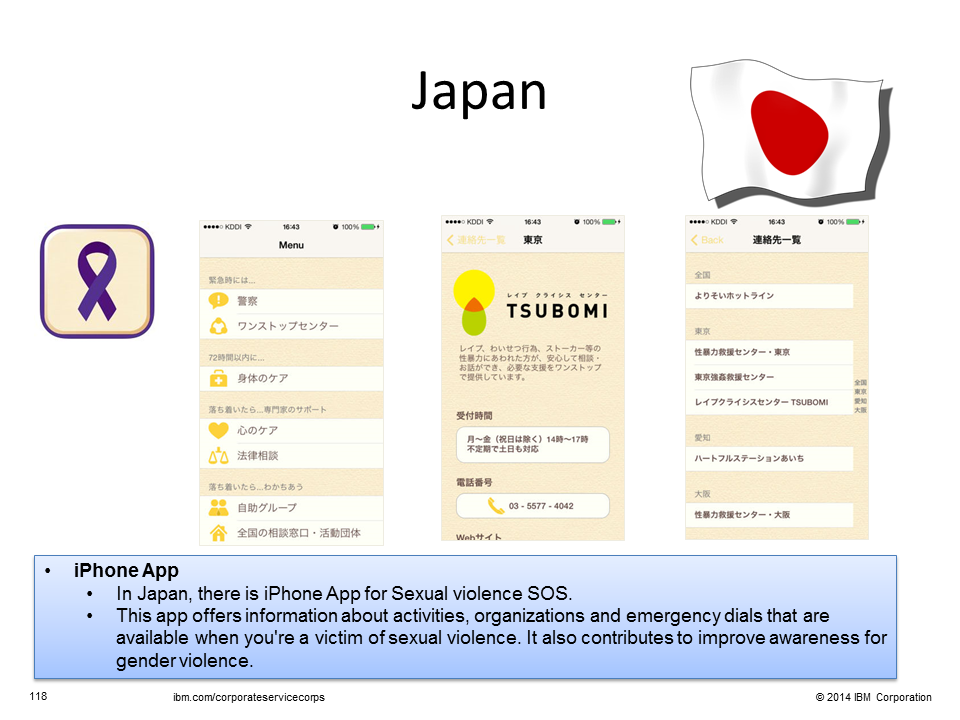 Japan
●●●●○ KDDI 16:43 100%
Menu
緊急時には...
警察
ワンストップセンター
72時間以内に...
身体のケア
落ち着いたら...専門家のサポート
心のケア
法律相談
落ち着いたら...わかちあう
自助グループ
全国の相談窓口・活動団体
●●●●○ KDDI 16:43 100%
連絡先一覧 東京
レイプ クライシス センター
TSUBOMI
レイプ、わいせつ行為、ストーカー等の
性暴力にあわれた方が、安心して相談・
お話ができ、必要な支援をワンストップ
で提供しています。
受付時間
月〜金（祝日は除く）14時〜17時
不定期で土日も対応
電話番号
03 - 5577 - 4042
Webサイト
●●●●○ KDDI 16:43 100%
Back 連絡先一覧
全国
よりそいホットライン
東京
性暴力救援センター・東京
東京強姦救援センター
レイプクライシスセンター TSUBOMI
全国
東京
愛知
大阪
愛知
ハートフルステーションあいち
大阪
性暴力救援センター・大阪
• iPhone App
• In Japan, there is iPhone App for Sexual violence SOS.
• This app offers information about activities, organizations and emergency dials that are
available when you're a victim of sexual violence. It also contributes to improve awareness for
gender violence.
118 ibm.com/corporateservicecorps © 2014 IBM Corporation